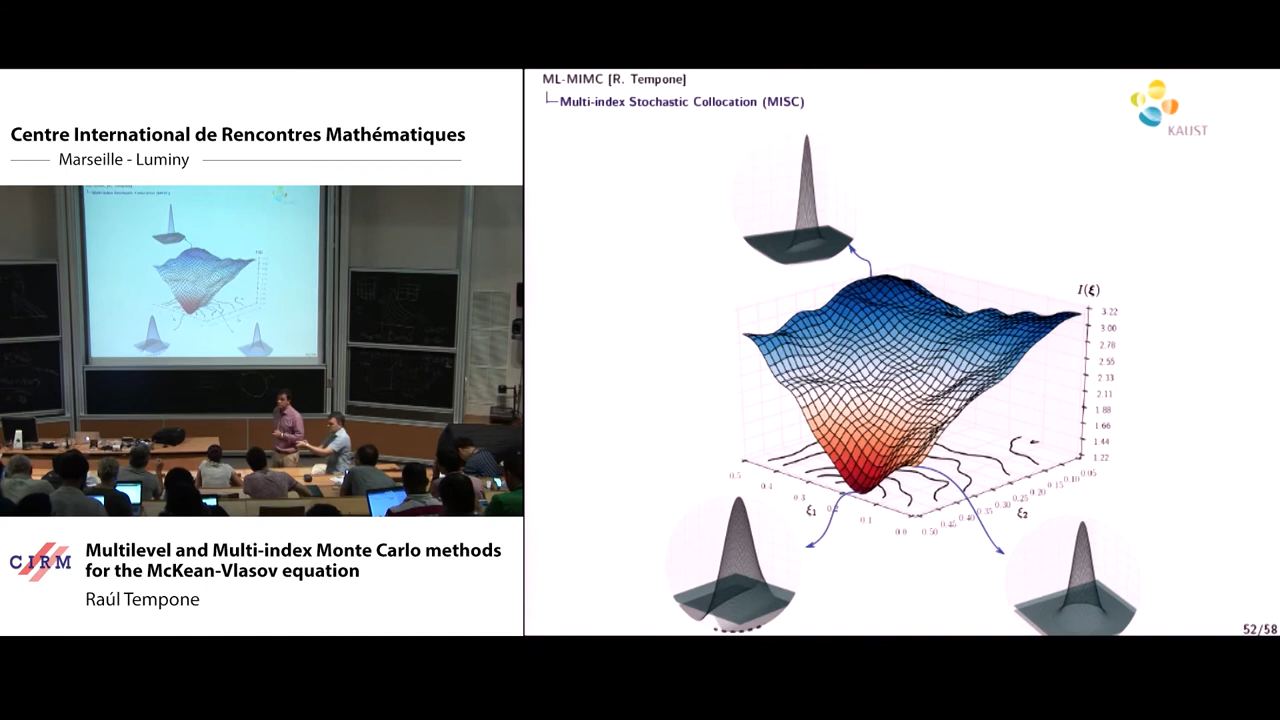 Centre International de Rencontres Mathématiques
Marseille - Luminy
CIRM
Multilevel and Multi-index Monte Carlo methods
for the McKean-Vlasov equation
Raúl Tempone
ML-MIMC [R. Tempone]
Multi-index Stochastic Collocation (MISC)
KAUST
I(ξ)
3.22
3.00
2.78
2.55
2.33
2.11
1.88
1.66
1.44
1.22
0.5
0.4
0.3
0.2
0.1
0.0
ξ₁
0.50
0.45
0.40
0.35
0.30
0.25
0.20
0.15
0.10
0.05
ξ₂
52/58